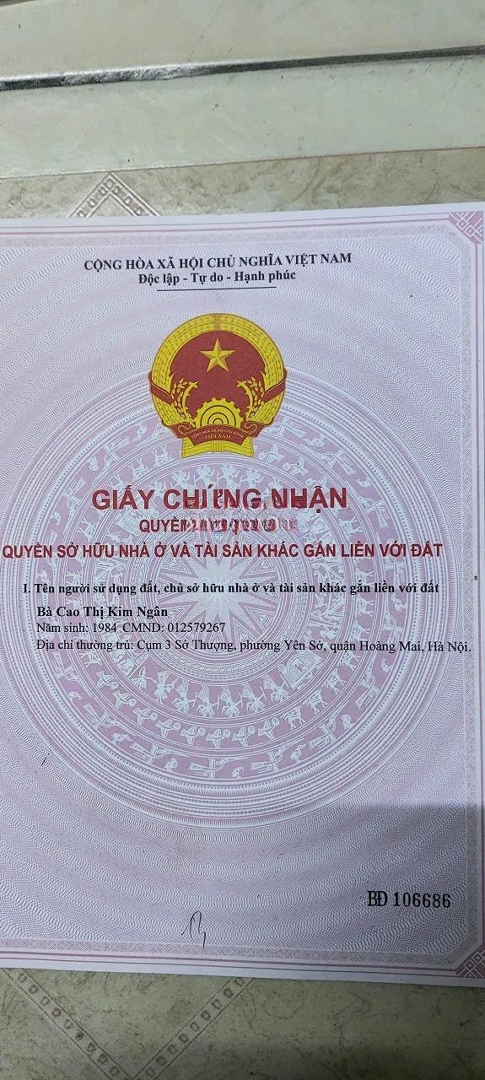 CỘNG HÒA XÃ HỘI CHỦ NGHĨA VIỆT NAM
Độc lập - Tự do - Hạnh phúc
VIỆT NAM
GIẤY CHỨNG NHẬN
QUYỀN
QUYỀN SỞ HỮU NHÀ Ở VÀ TÀI SẢN KHÁC GẮN LIỀN VỚI ĐẤT
I. Tên người sử dụng đất, chủ sở hữu nhà ở và tài sản khác gắn liền với đất
Bà Cao Thị Kim Ngân
Năm sinh: 1984 CMND: 012579267
Địa chỉ thường trú: Cụm 3 Sở Thượng, phường Yên Sở, quận Hoàng Mai, Hà Nội.
BĐ 106686